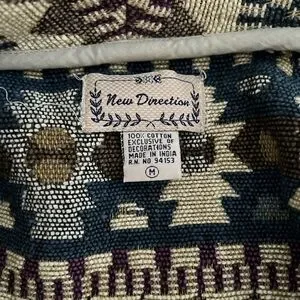 New Direction
100% COTTON
EXCLUSIVE OF
DECORATIONS
MADE IN INDIA
R.N. NO 94153
M